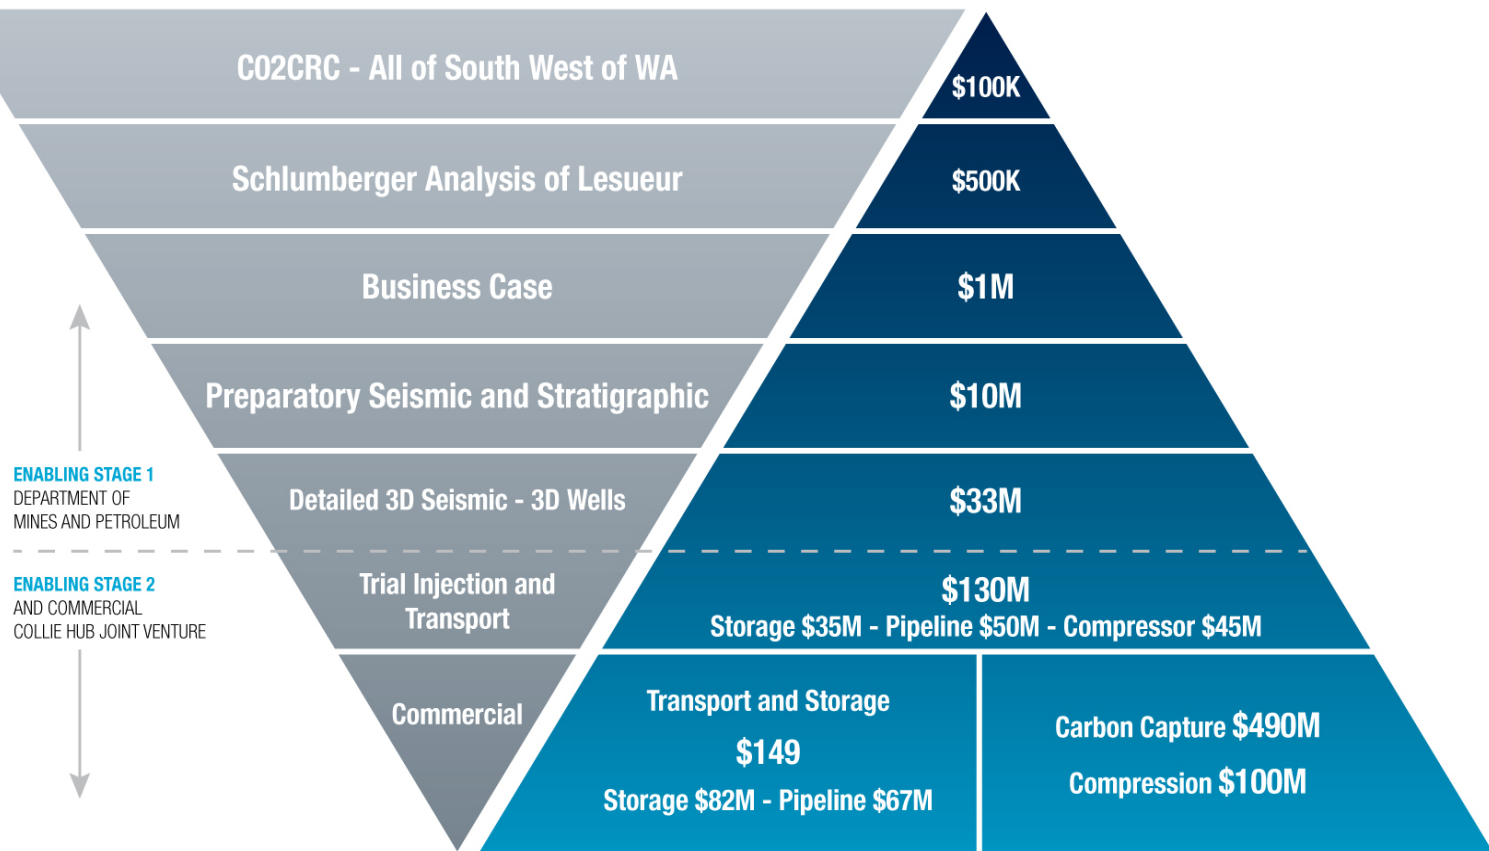 CO2CRC - All of South West of WA
$100K
Schlumberger Analysis of Lesueur
$500K
Business Case
$1M
Preparatory Seismic and Stratigraphic
$10M
ENABLING STAGE 1
DEPARTMENT OF
MINES AND PETROLEUM
Detailed 3D Seismic - 3D Wells
$33M
ENABLING STAGE 2
AND COMMERCIAL
COLLIE HUB JOINT VENTURE
Trial Injection and
Transport
$130M
Storage $35M - Pipeline $50M - Compressor $45M
Commercial
Transport and Storage
$149
Storage $82M - Pipeline $67M
Carbon Capture $490M
Compression $100M